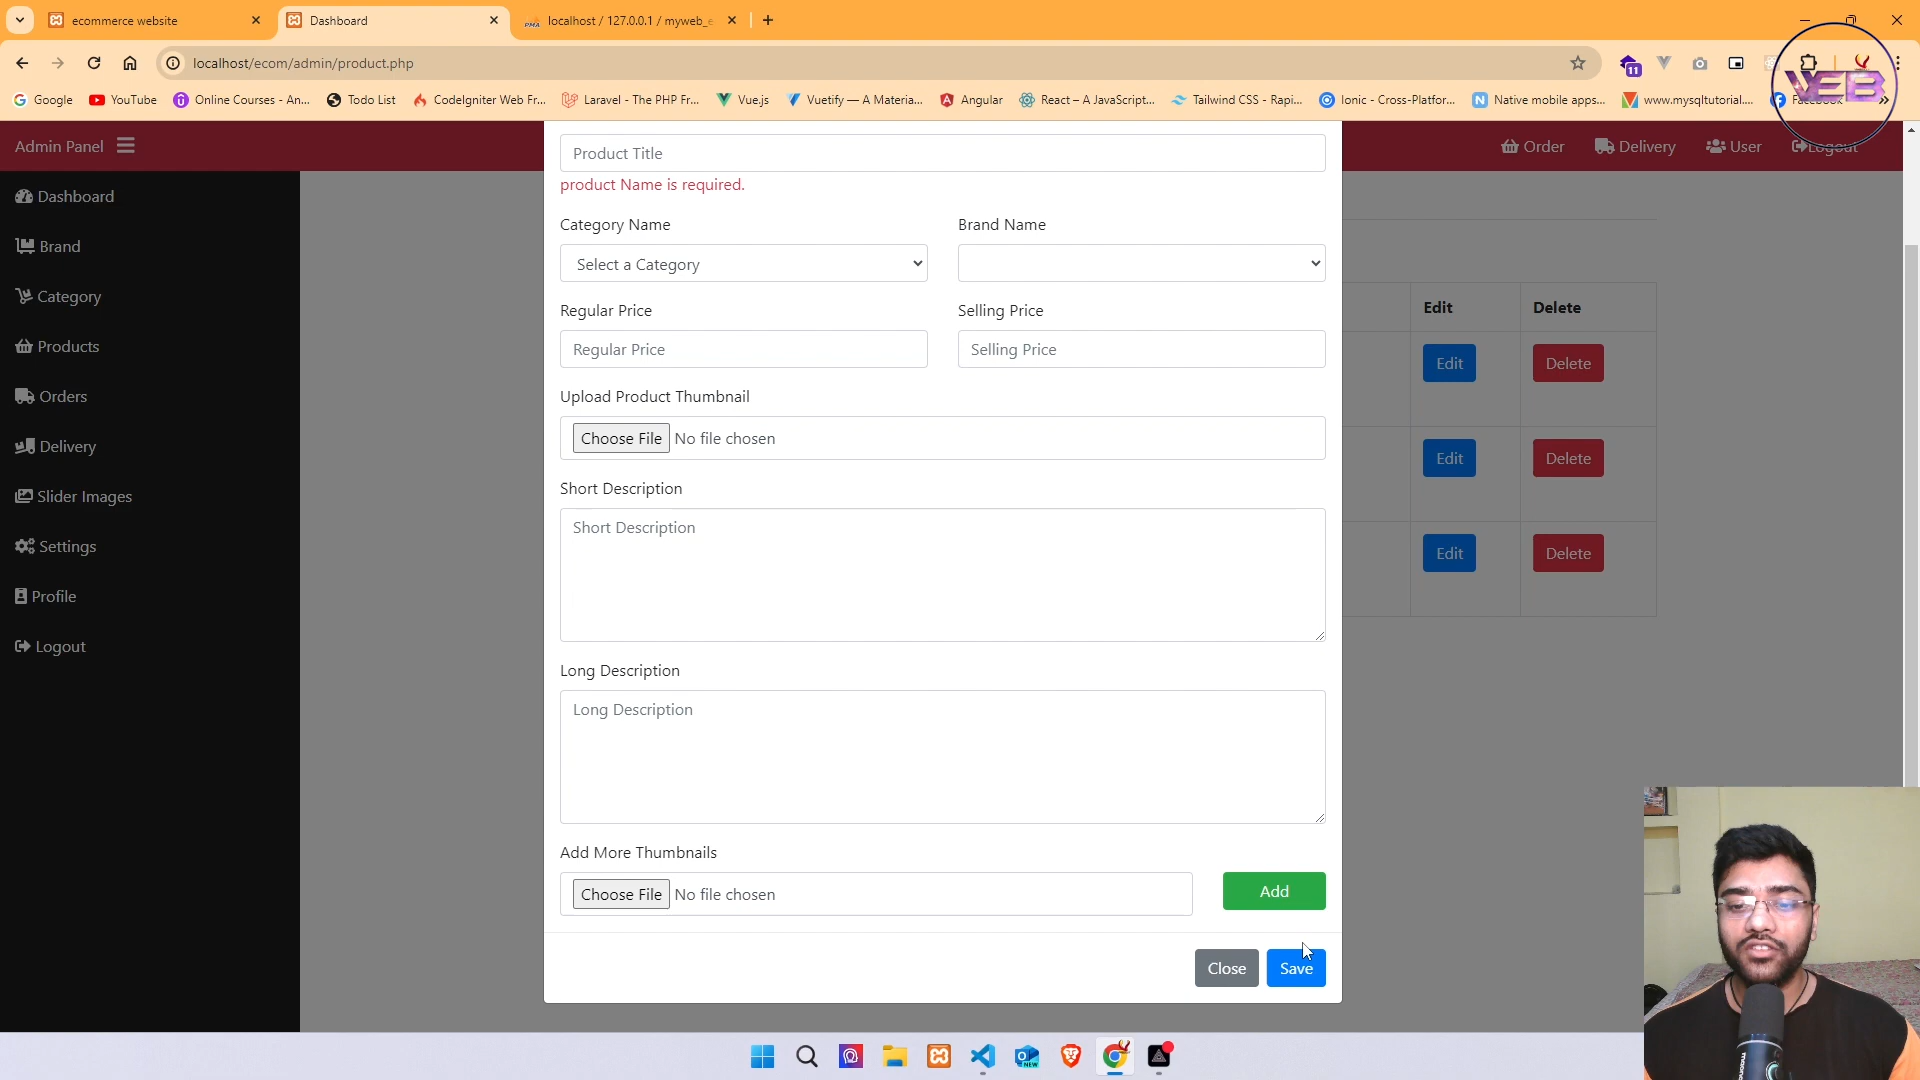 ecommerce website
Dashboard
localhost / 127.0.0.1 / myweb_e
localhost/ecom/admin/product.php
11
Google
YouTube
Online Courses - An...
Todo List
CodeIgniter Web Fr...
Laravel - The PHP Fr...
Vue.js
Vuetify — A Materia...
Angular
React – A JavaScript...
Tailwind CSS - Rapi...
Ionic - Cross-Platfor...
Native mobile apps...
www.mysqltutorial....
Facebook
WEB
Admin Panel
Order
Delivery
User
Logout
Dashboard
Brand
Category
Products
Orders
Delivery
Slider Images
Settings
Profile
Logout
Product Title
product Name is required.
Category Name
Brand Name
Select a Category
Regular Price
Selling Price
Regular Price
Selling Price
Upload Product Thumbnail
Choose File No file chosen
Short Description
Short Description
Long Description
Long Description
Add More Thumbnails
Choose File No file chosen
Add
Close
Save
Edit
Delete
Edit
Delete
Edit
Delete
Edit
Delete
NEW